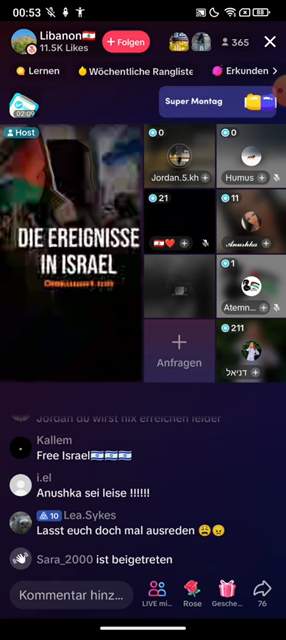 00:53
88
Libanon🇱🇧
11.5K Likes
+ Folgen
365
Lernen
Wöchentliche Rangliste
Erkunden
02:09
Super Montag
Host
0
0
Jordan.5.kh
Humus
DIE EREIGNISSE
IN ISRAEL
21
11
🇱🇧❤️
Anushka
1
Atemn...
211
Anfragen
דניאל
Jordan du wirst nix erreichen leider
Kallem
Free Israel🇮🇱🇮🇱🇮🇱
i.el
Anushka sei leise !!!!!!
10 Lea.Sykes
Lasst euch doch mal ausreden 😩😠
Sara_2000 ist beigetreten
Kommentar hinz...
LIVE mi...
Rose
Gesche...
76